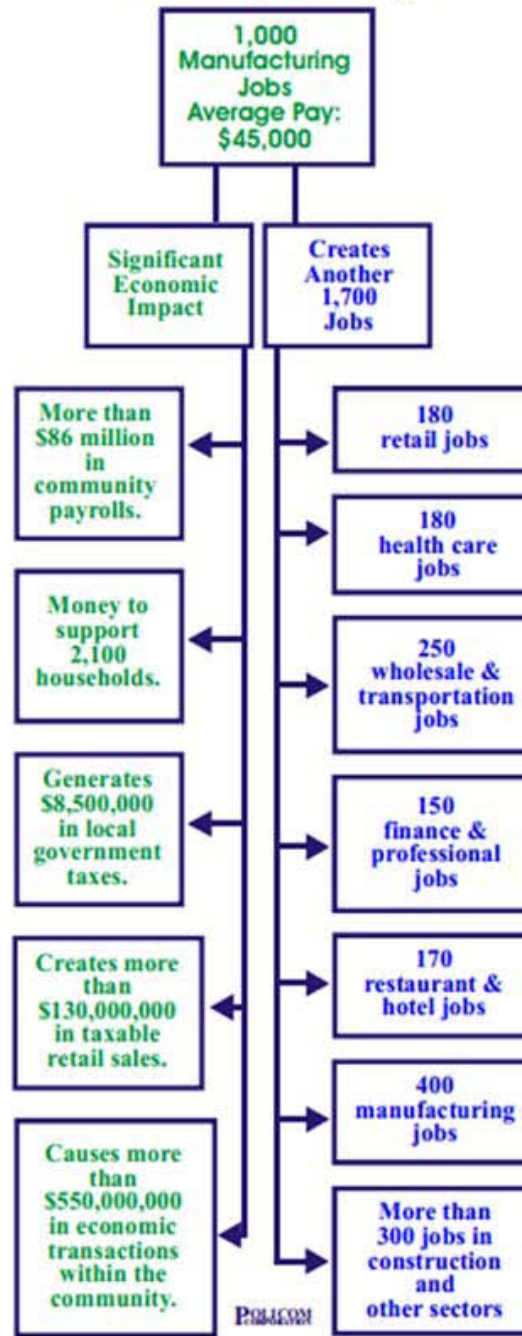 1,000
Manufacturing
Jobs
Average Pay:
$45,000
Significant
Economic
Impact
Creates
Another
1,700
Jobs
More than
$86 million
in
community
payrolls.
Money to
support
2,100
households.
Generates
$8,500,000
in local
government
taxes.
Creates more
than
$130,000,000
in taxable
retail sales.
Causes more
than
$550,000,000
in economic
transactions
within the
community.
180
retail jobs
180
health care
jobs
250
wholesale &
transportation
jobs
150
finance &
professional
jobs
170
restaurant &
hotel jobs
400
manufacturing
jobs
More than
300 jobs in
construction
and
other sectors
POLICOM
CORPORATION